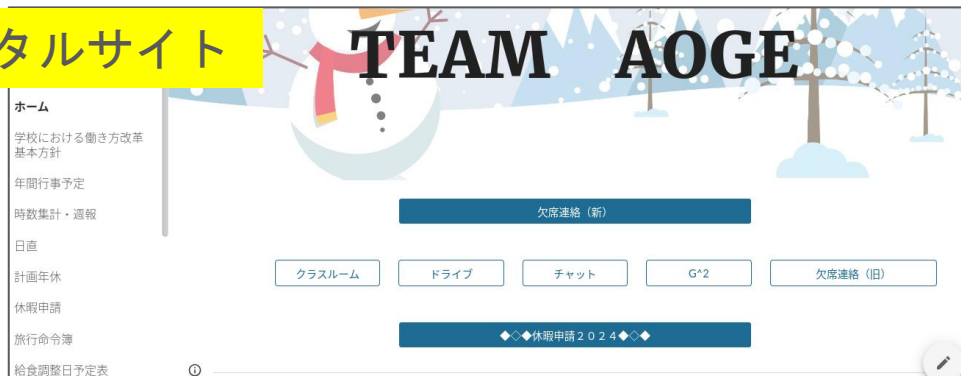 タルサイト
TEAM AOGE
ホーム
学校における働き方改革
基本方針
年間行事予定
時数集計・週報
日直
計画年休
休暇申請
旅行命令簿
給食調整日予定表
欠席連絡（新）
クラスルーム
ドライブ
チャット
G^2
欠席連絡（旧）
◆◇◆休暇申請２０２４◆◇◆